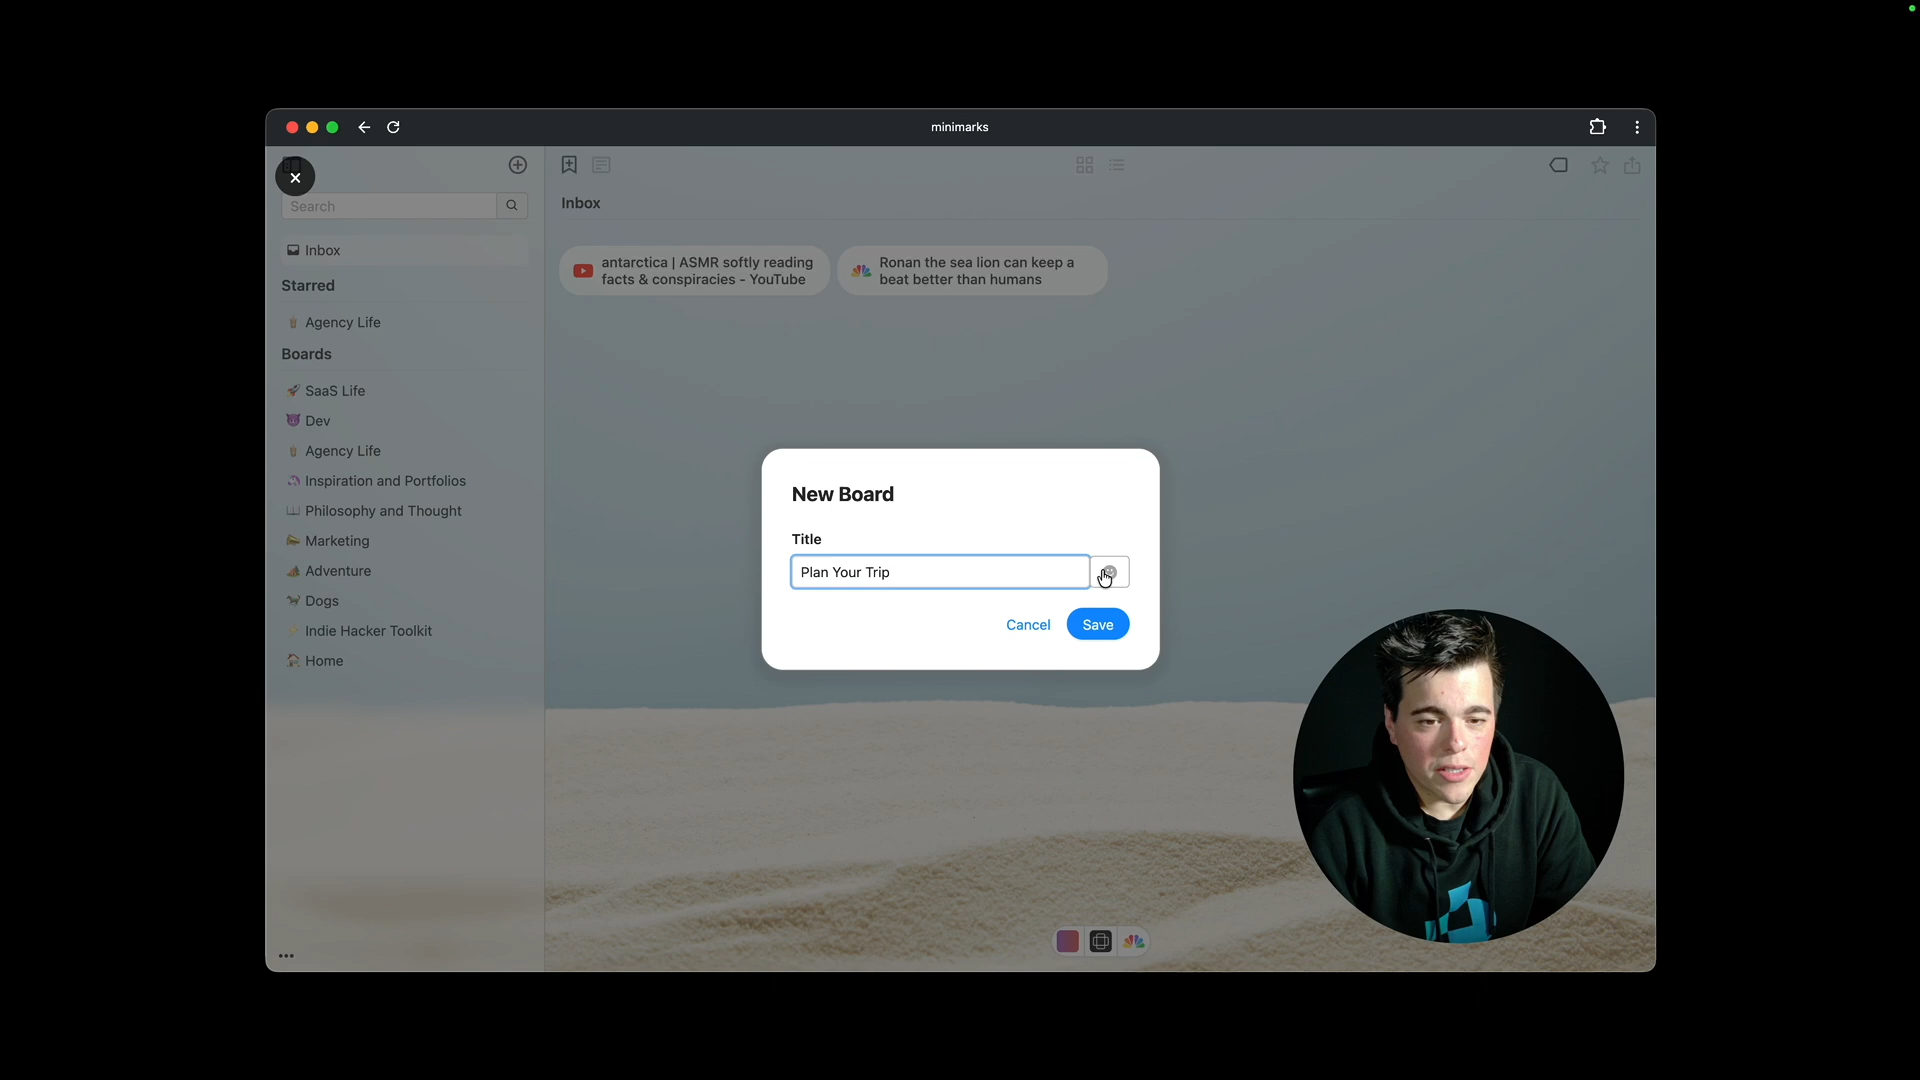 minimarks
Search
Inbox
Starred
Agency Life
Boards
SaaS Life
Dev
Agency Life
Inspiration and Portfolios
Philosophy and Thought
Marketing
Adventure
Dogs
Indie Hacker Toolkit
Home
Inbox
antarctica | ASMR softly reading
facts & conspiracies - YouTube
Ronan the sea lion can keep a
beat better than humans
New Board
Title
Plan Your Trip
Cancel
Save